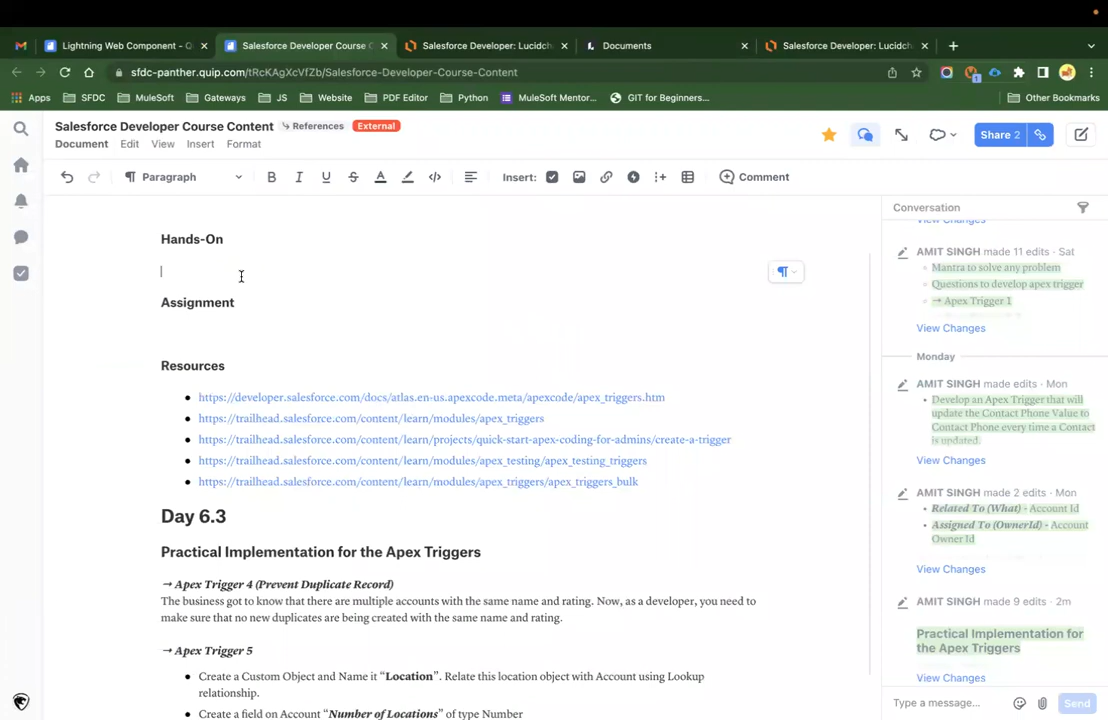 Lightning Web Component - Q
Salesforce Developer Course C
Salesforce Developer: Lucidch
Documents
Salesforce Developer: Lucidch
sfdc-panther.quip.com/tRcKAgXcVfZb/Salesforce-Developer-Course-Content
Apps
SFDC
MuleSoft
Gateways
JS
Website
PDF Editor
Python
MuleSoft Mentor...
GIT for Beginners...
Other Bookmarks
Salesforce Developer Course Content
References
External
Document
Edit
View
Insert
Format
Share 2
Paragraph
B
I
U
S
A
Insert:
Comment
Hands-On
Assignment
Resources
https://developer.salesforce.com/docs/atlas.en-us.apexcode.meta/apexcode/apex_triggers.htm
https://trailhead.salesforce.com/content/learn/modules/apex_triggers
https://trailhead.salesforce.com/content/learn/projects/quick-start-apex-coding-for-admins/create-a-trigger
https://trailhead.salesforce.com/content/learn/modules/apex_testing/apex_testing_triggers
https://trailhead.salesforce.com/content/learn/modules/apex_triggers/apex_triggers_bulk
Day 6.3
Practical Implementation for the Apex Triggers
→ Apex Trigger 4 (Prevent Duplicate Record)
The business got to know that there are multiple accounts with the same name and rating. Now, as a developer, you need to
make sure that no new duplicates are being created with the same name and rating.
→ Apex Trigger 5
Create a Custom Object and Name it “Location”. Relate this location object with Account using Lookup
relationship.
Create a field on Account “Number of Locations” of type Number
Conversation
View Changes
AMIT SINGH made 11 edits · Sat
Mantra to solve any problem
Questions to develop apex trigger
→ Apex Trigger 1
View Changes
Monday
AMIT SINGH made edits · Mon
Develop an Apex Trigger that will
update the Contact Phone Value to
Contact Phone every time a Contact
is updated.
View Changes
AMIT SINGH made 2 edits · Mon
Related To (What) - Account Id
Assigned To (OwnerId) - Account
Owner Id
View Changes
AMIT SINGH made 9 edits · 2m
Practical Implementation for
the Apex Triggers
View Changes
Type a message...
Send